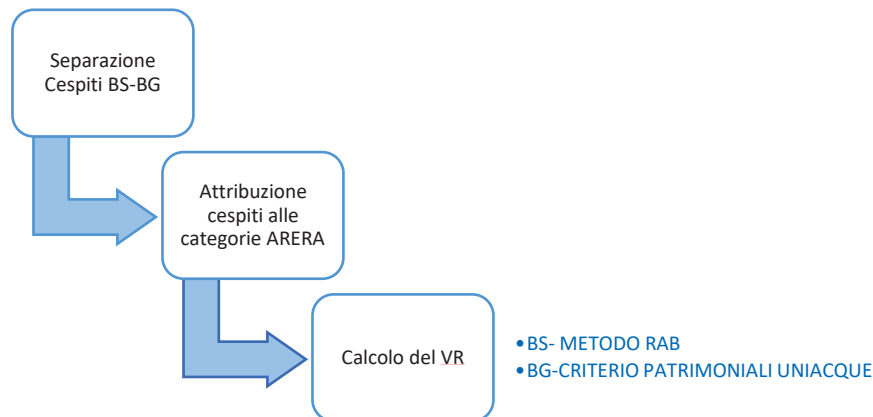 Separazione
Cespiti BS-BG
Attribuzione
cespiti alle
categorie ARERA
Calcolo del VR
•BS- METODO RAB
•BG-CRITERIO PATRIMONIALI UNIACQUE